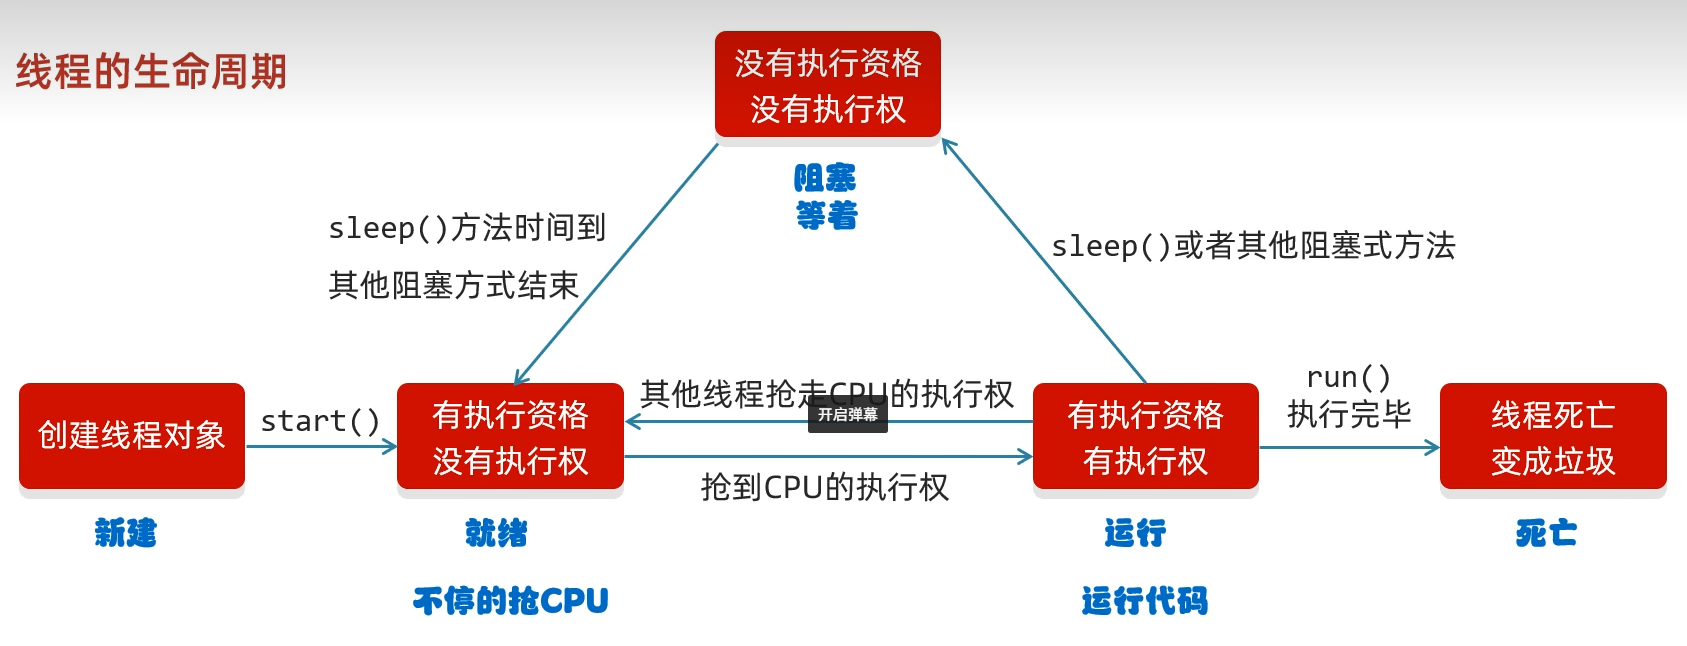 线程的生命周期
没有执行资格
没有执行权
阻塞
等着
sleep()方法时间到
其他阻塞方式结束
sleep()或者其他阻塞式方法
创建线程对象
新建
start()
有执行资格
没有执行权
就绪
不停的抢CPU
其他线程抢走CPU的执行权
开启弹幕
抢到CPU的执行权
有执行资格
有执行权
运行
运行代码
run()
执行完毕
线程死亡
变成垃圾
死亡